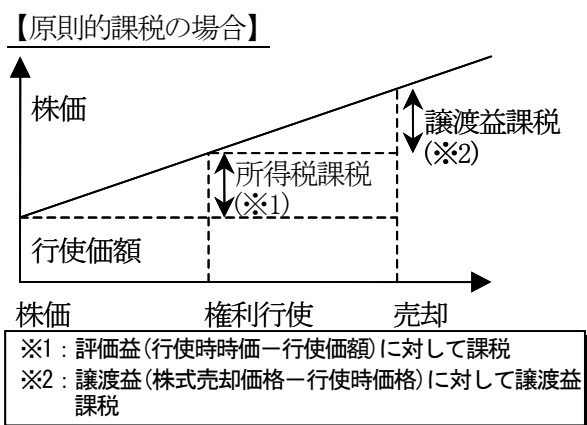 【原則的課税の場合】
株価
譲渡益課税
(※2)
所得税課税
(※1)
行使価額
株価 権利行使 売却
※1：評価益(行使時時価ー行使価額)に対して課税
※2：譲渡益(株式売却価格ー行使時価格)に対して譲渡益
課税